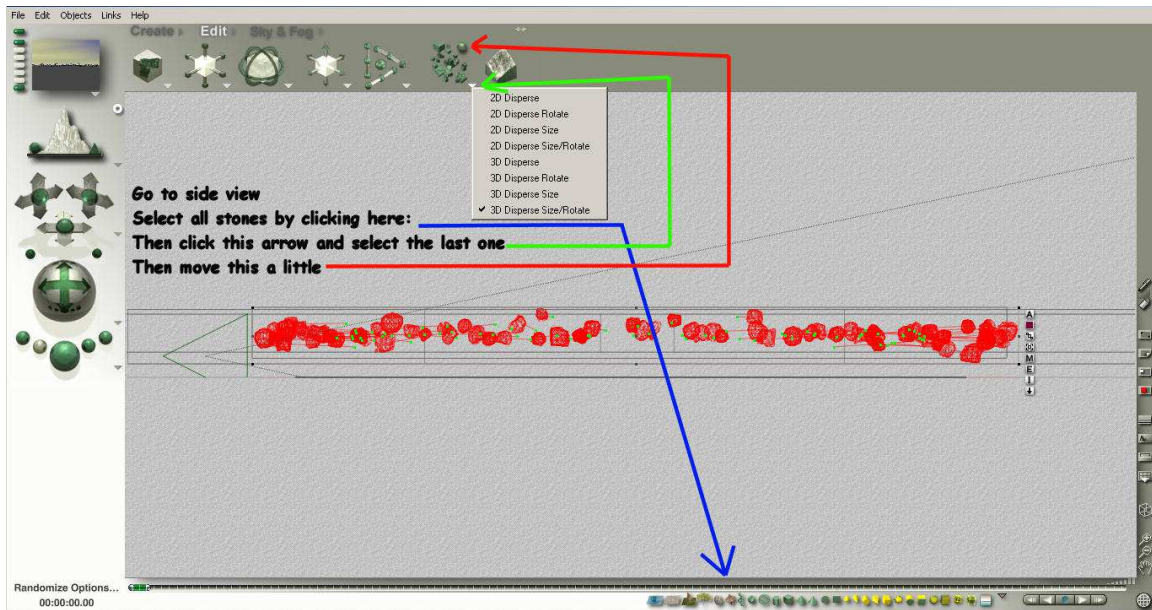 File Edit Objects Links Help
Create Edit Sky & Fog
2D Disperse
2D Disperse Rotate
2D Disperse Size
2D Disperse Size/Rotate
3D Disperse
3D Disperse Rotate
3D Disperse Size
3D Disperse Size/Rotate
Go to side view
Select all stones by clicking here:
Then click this arrow and select the last one
Then move this a little
A
M
E
Randomize Options...
00:00:00.00